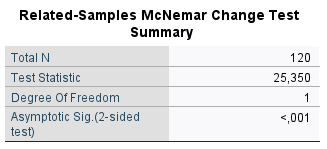 Related-Samples McNemar Change Test
Summary
Total N 120
Test Statistic 25,350
Degree Of Freedom 1
Asymptotic Sig.(2-sided <,001
test)